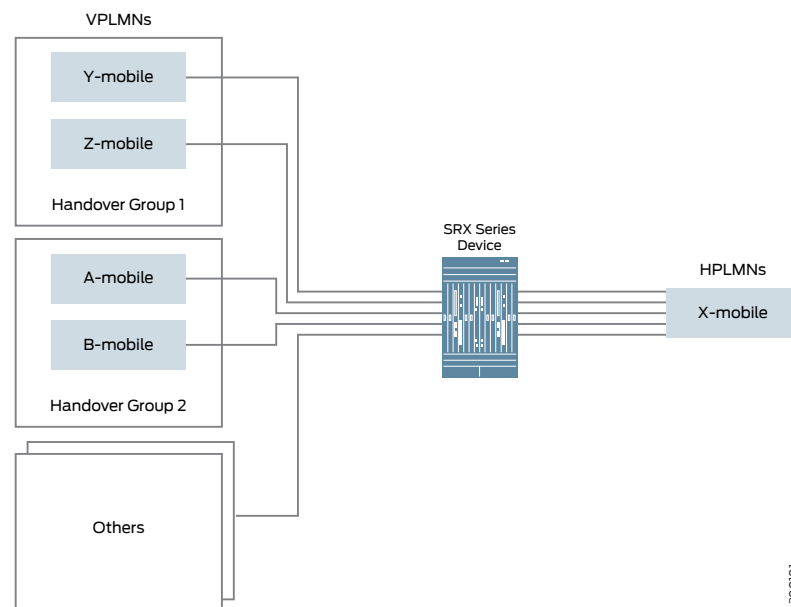 VPLMNs
Y-mobile
Z-mobile
Handover Group 1
A-mobile
B-mobile
Handover Group 2
Others
SRX Series
Device
HPLMNs
X-mobile